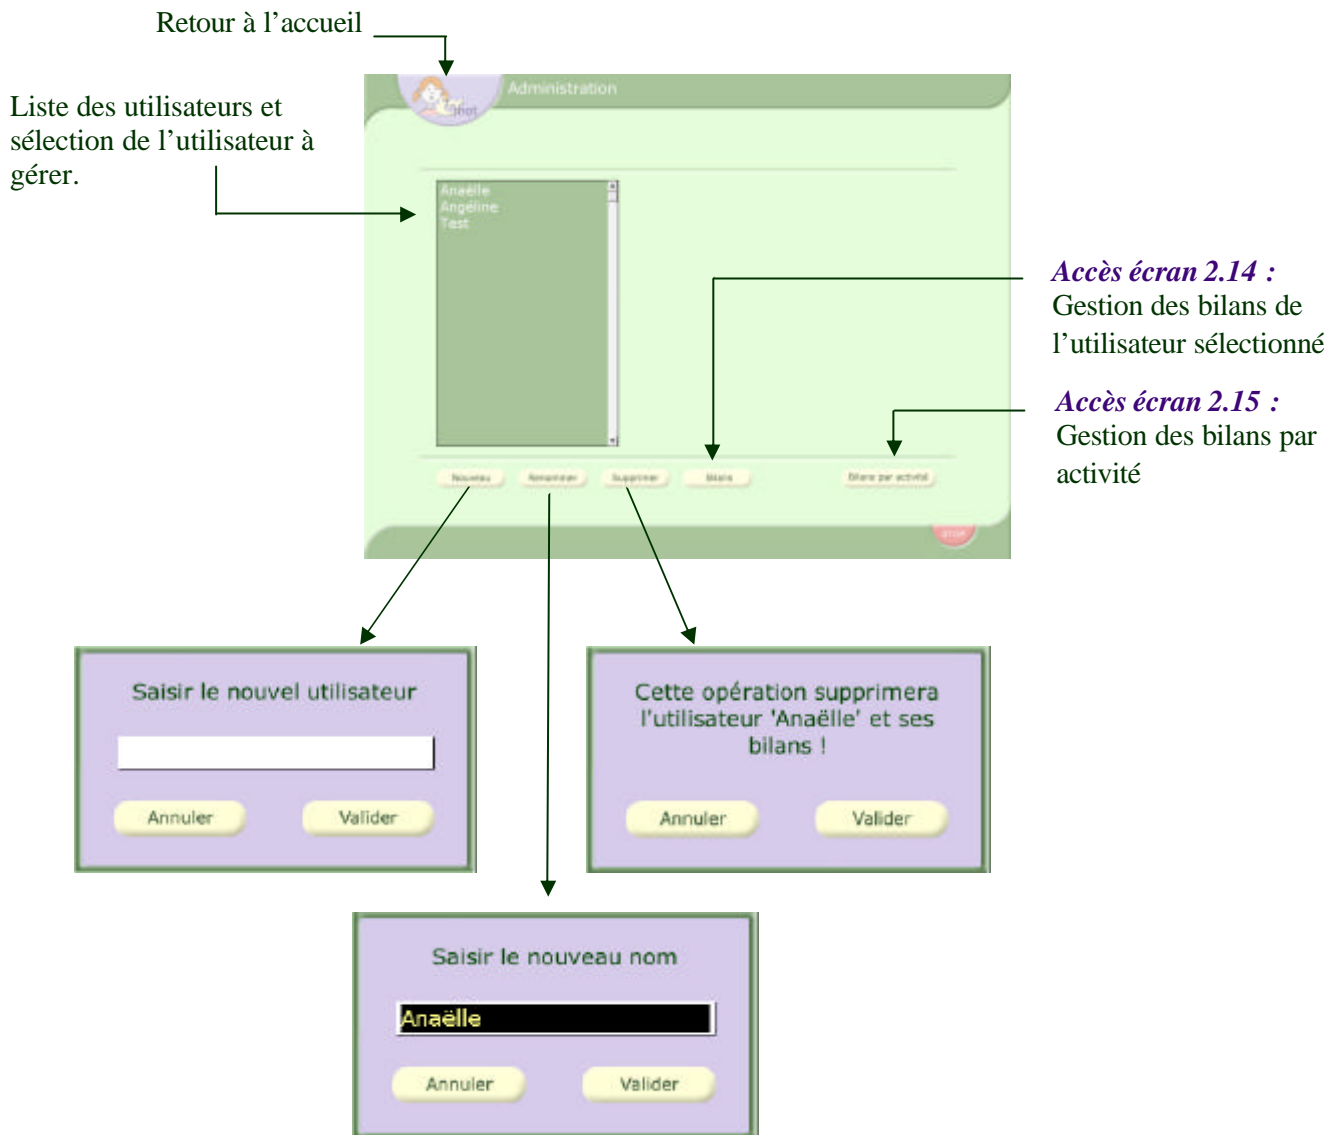 Retour à l’accueil
Administration
Liste des utilisateurs et
sélection de l’utilisateur à
gérer.
Anaëlle
Angéline
Test
Accès écran 2.14 :
Gestion des bilans de
l’utilisateur sélectionné
Accès écran 2.15 :
Gestion des bilans par
activité
Nouveau
Renommer
Supprimer
Bilans
Bilans par activité
STOP
Saisir le nouvel utilisateur
Annuler
Valider
Cette opération supprimera
l'utilisateur 'Anaëlle' et ses
bilans !
Annuler
Valider
Saisir le nouveau nom
Anaëlle
Annuler
Valider